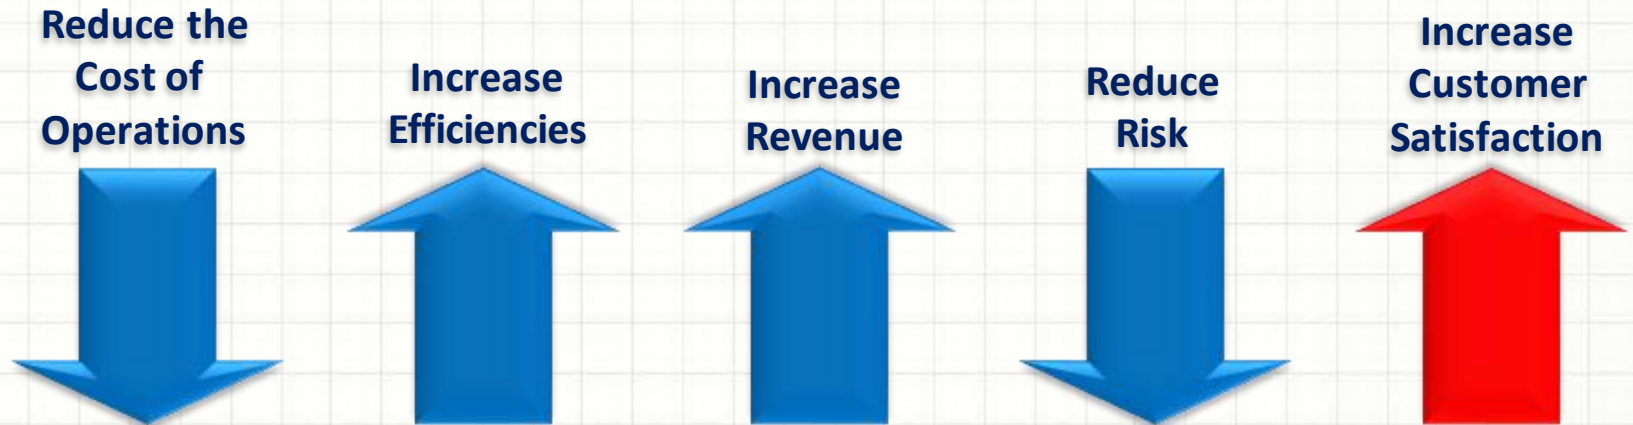 Reduce the
Cost of
Operations
Increase
Efficiencies
Increase
Revenue
Reduce
Risk
Increase
Customer
Satisfaction